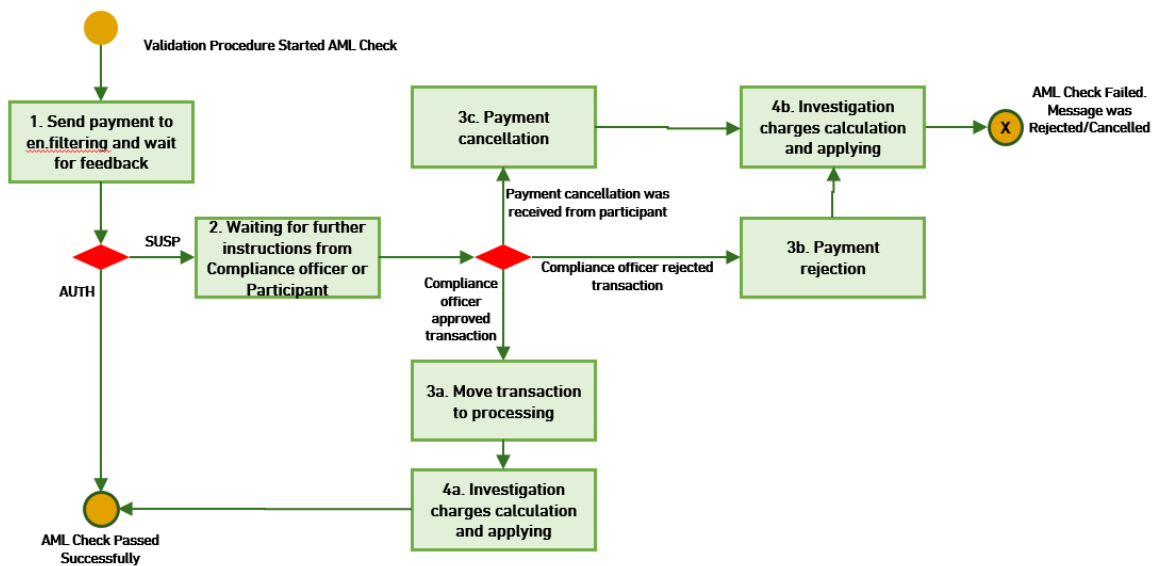 Validation Procedure Started AML Check
1. Send payment to
en.filtering and wait
for feedback
SUSP
AUTH
2. Waiting for further
instructions from
Compliance officer or
Participant
3c. Payment
cancellation
Payment cancellation was
received from participant
Compliance officer rejected
transaction
Compliance
officer
approved
transaction
4b. Investigation
charges calculation
and applying
AML Check Failed.
Message was
Rejected/Cancelled
X
3b. Payment
rejection
3a. Move transaction
to processing
4a. Investigation
charges calculation
and applying
AML Check Passed
Successfully